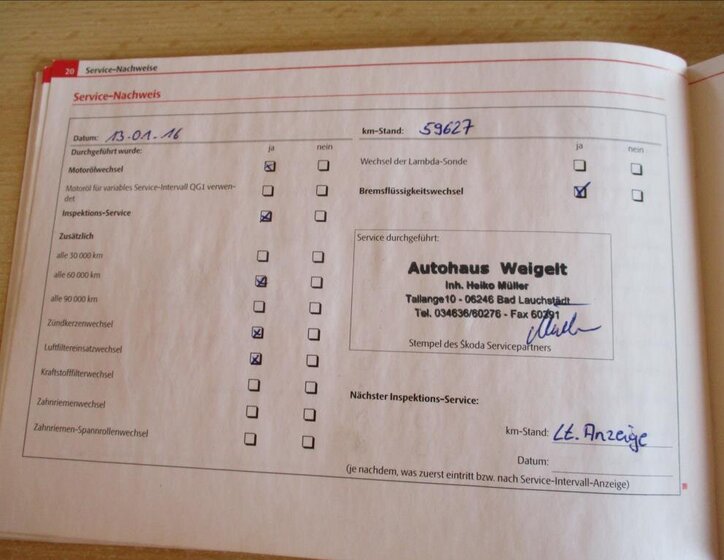 20 Service-Nachweise
Service-Nachweis
Datum: 13.01.16 km-Stand: 59627
Durchgeführt wurde: ja nein ja nein
Motorölwechsel Wechsel der Lambda-Sonde
Motoröl für variables Service-Intervall QG1 verwen-
det Bremsflüssigkeitswechsel
Inspektions-Service
Zusätzlich Service durchgeführt:
alle 30 000 km
alle 60 000 km
alle 90 000 km
Zündkerzenwechsel
Luftfiltereinsatzwechsel
Kraftstofffilterwechsel
Zahnriemenwechsel
Zahnriemen-Spannrollenwechsel
Autohaus Weigelt
Inh. Heiko Müller
Tallange10 - 06246 Bad Lauchstädt
Tel. 034636/60276 - Fax 60291
Stempel des Škoda Servicepartners
Nächster Inspektions-Service:
km-Stand: Lt. Anzeige
Datum:
(je nachdem, was zuerst eintritt bzw. nach Service-Intervall-Anzeige)